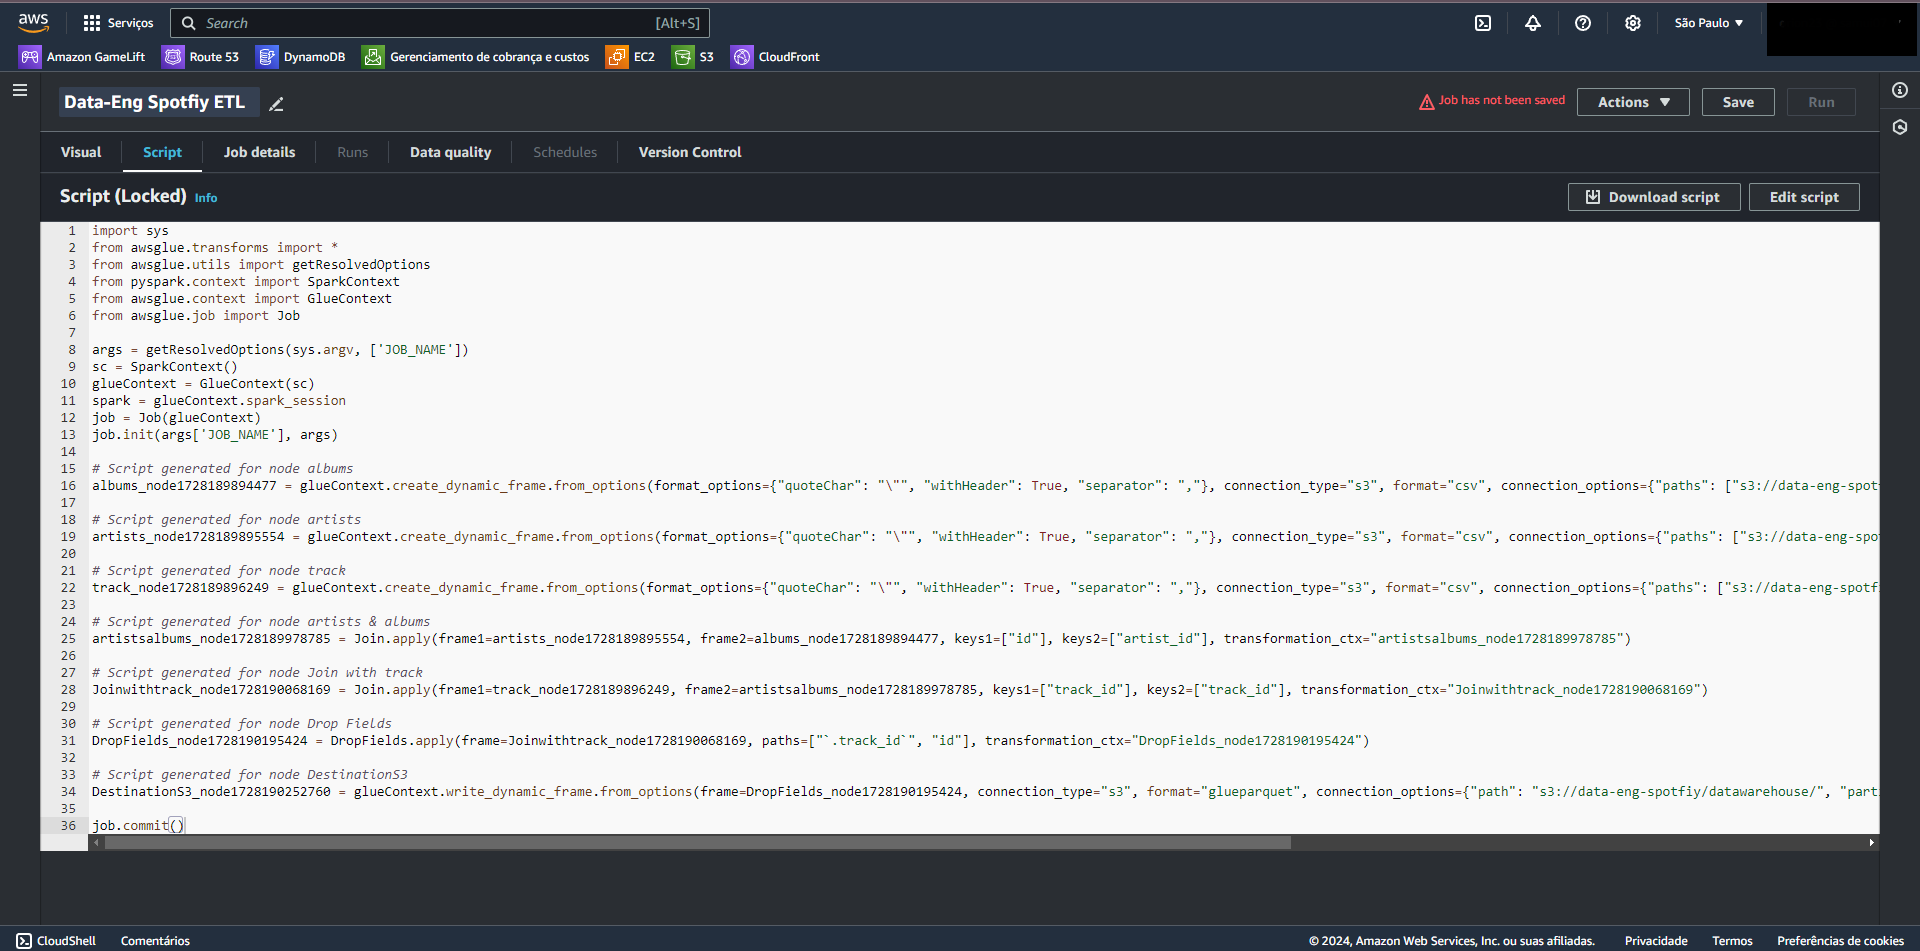 aws
Serviços
Search
[Alt+S]
São Paulo ▼
Amazon GameLift
Route 53
DynamoDB
Gerenciamento de cobrança e custos
EC2
S3
CloudFront
Data-Eng Spotfiy ETL
Job has not been saved
Actions ▼
Save
Run
Visual
Script
Job details
Runs
Data quality
Schedules
Version Control
Script (Locked) Info
Download script
Edit script
1 import sys
2 from awsglue.transforms import *
3 from awsglue.utils import getResolvedOptions
4 from pyspark.context import SparkContext
5 from awsglue.context import GlueContext
6 from awsglue.job import Job
7
8 args = getResolvedOptions(sys.argv, ['JOB_NAME'])
9 sc = SparkContext()
10 glueContext = GlueContext(sc)
11 spark = glueContext.spark_session
12 job = Job(glueContext)
13 job.init(args['JOB_NAME'], args)
14
15 # Script generated for node albums
16 albums_node1728189894477 = glueContext.create_dynamic_frame.from_options(format_options={"quoteChar": "\"", "withHeader": True, "separator": ","}, connection_type="s3", format="csv", connection_options={"paths": ["s3://data-eng-spot
17
18 # Script generated for node artists
19 artists_node1728189895554 = glueContext.create_dynamic_frame.from_options(format_options={"quoteChar": "\"", "withHeader": True, "separator": ","}, connection_type="s3", format="csv", connection_options={"paths": ["s3://data-eng-spo
20
21 # Script generated for node track
22 track_node1728189896249 = glueContext.create_dynamic_frame.from_options(format_options={"quoteChar": "\"", "withHeader": True, "separator": ","}, connection_type="s3", format="csv", connection_options={"paths": ["s3://data-eng-spotf
23
24 # Script generated for node artists & albums
25 artistsalbums_node1728189978785 = Join.apply(frame1=artists_node1728189895554, frame2=albums_node1728189894477, keys1=["id"], keys2=["artist_id"], transformation_ctx="artistsalbums_node1728189978785")
26
27 # Script generated for node Join with track
28 Joinwithtrack_node1728190068169 = Join.apply(frame1=track_node1728189896249, frame2=artistsalbums_node1728189978785, keys1=["track_id"], keys2=["track_id"], transformation_ctx="Joinwithtrack_node1728190068169")
29
30 # Script generated for node Drop Fields
31 DropFields_node1728190195424 = DropFields.apply(frame=Joinwithtrack_node1728190068169, paths=["`.track_id`", "id"], transformation_ctx="DropFields_node1728190195424")
32
33 # Script generated for node DestinationS3
34 DestinationS3_node1728190252760 = glueContext.write_dynamic_frame.from_options(frame=DropFields_node1728190195424, connection_type="s3", format="glueparquet", connection_options={"path": "s3://data-eng-spotfiy/datawarehouse/", "part
35
36 job.commit()
CloudShell
Comentários
© 2024, Amazon Web Services, Inc. ou suas afiliadas.
Privacidade
Termos
Preferências de cookies